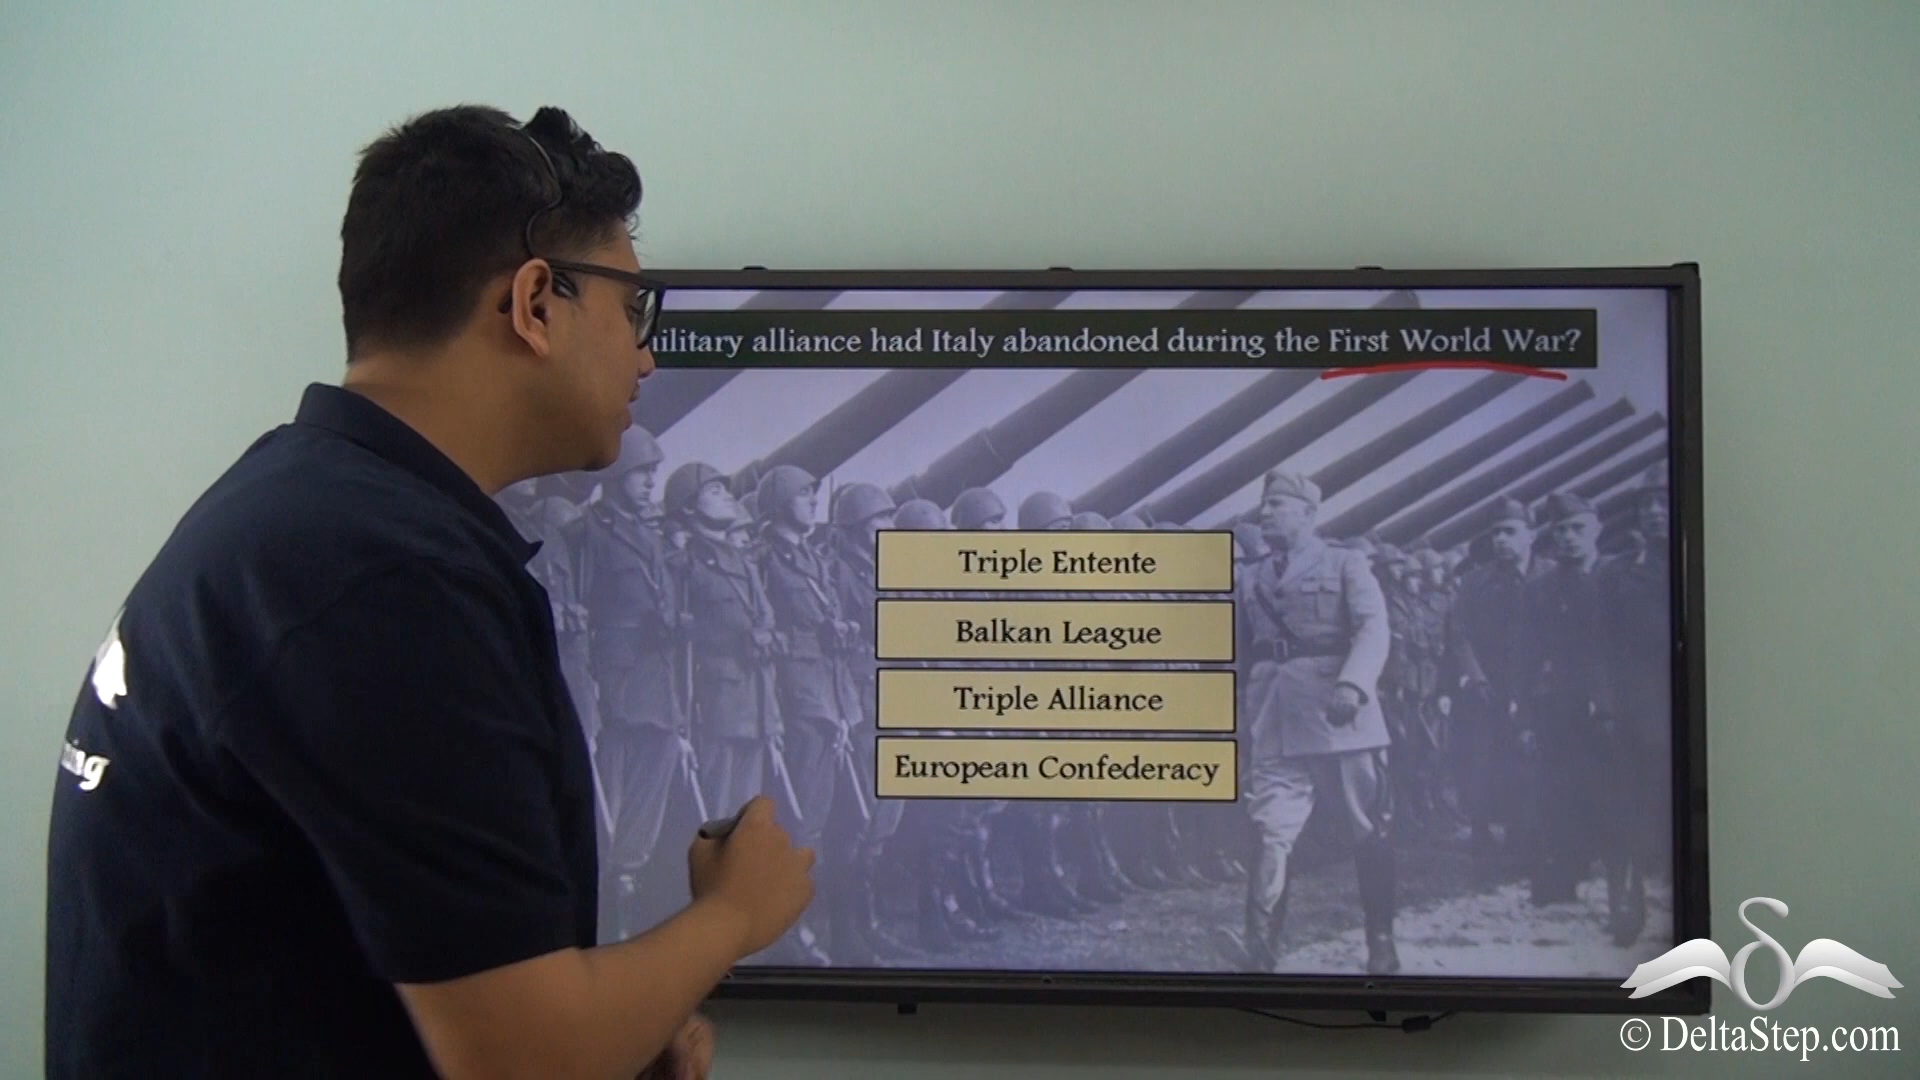 military alliance had Italy abandoned during the First World War?
Triple Entente
Balkan League
Triple Alliance
European Confederacy
© DeltaStep.com